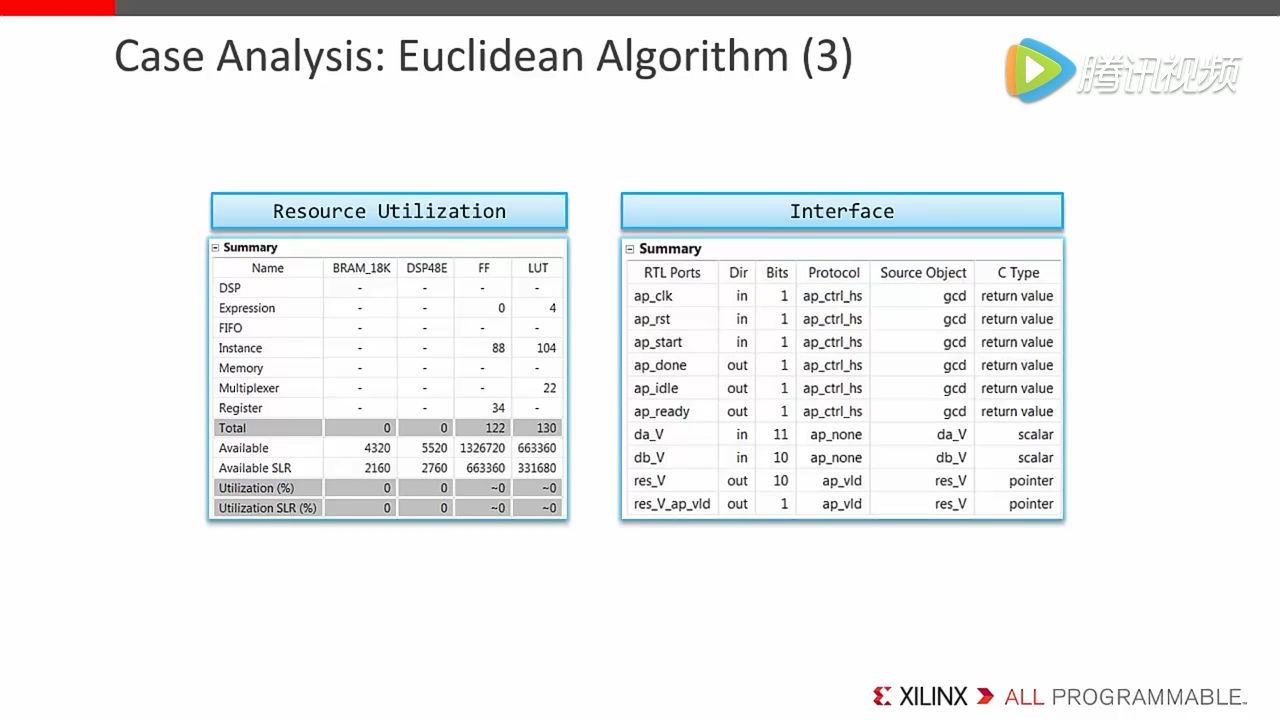 Case Analysis: Euclidean Algorithm (3)
腾讯视频
Resource Utilization
Summary
Name BRAM_18K DSP48E FF LUT
DSP - - - -
Expression - - 0 4
FIFO - - - -
Instance - - 88 104
Memory - - - -
Multiplexer - - - 22
Register - - 34 -
Total 0 0 122 130
Available 4320 5520 1326720 663360
Available SLR 2160 2760 663360 331680
Utilization (%) 0 0 ~0 ~0
Utilization SLR (%) 0 0 ~0 ~0
Interface
Summary
RTL Ports Dir Bits Protocol Source Object C Type
ap_clk in 1 ap_ctrl_hs gcd return value
ap_rst in 1 ap_ctrl_hs gcd return value
ap_start in 1 ap_ctrl_hs gcd return value
ap_done out 1 ap_ctrl_hs gcd return value
ap_idle out 1 ap_ctrl_hs gcd return value
ap_ready out 1 ap_ctrl_hs gcd return value
da_V in 11 ap_none da_V scalar
db_V in 10 ap_none db_V scalar
res_V out 10 ap_vld res_V pointer
res_V_ap_vld out 1 ap_vld res_V pointer
XILINX ALL PROGRAMMABLE™